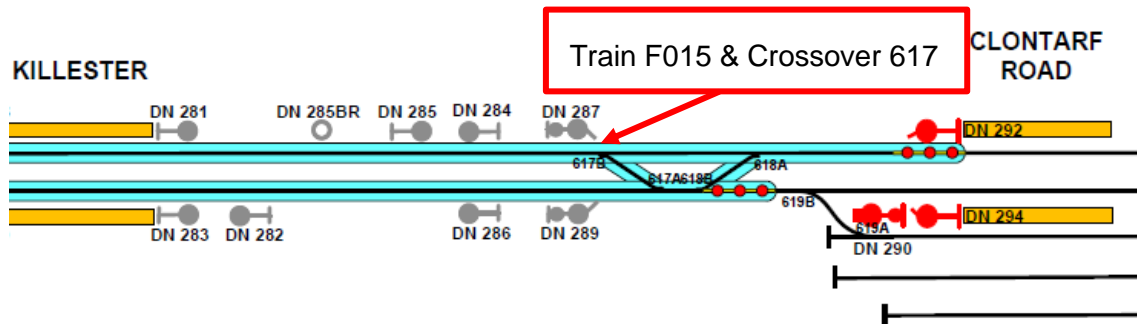 Train F015 & Crossover 617
CLONTARF
ROAD
KILLESTER
DN 281
DN 285BR
DN 285
DN 284
DN 287
DN 292
617B
617A
618B
618A
619B
DN 283
DN 282
DN 286
DN 289
619A
DN 294
DN 290